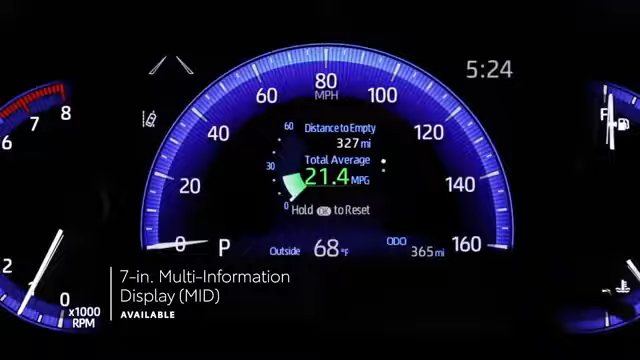 5:24
80
MPH
60
100
40
120
20
140
0
160
60
30
0
Distance to Empty
327 mi
Total Average
21.4 MPG
Hold OK to Reset
P
Outside 68 °F
ODO
365 mi
8
7
6
2
0
x1000
RPM
F
7-in. Multi-Information
Display (MID)
AVAILABLE